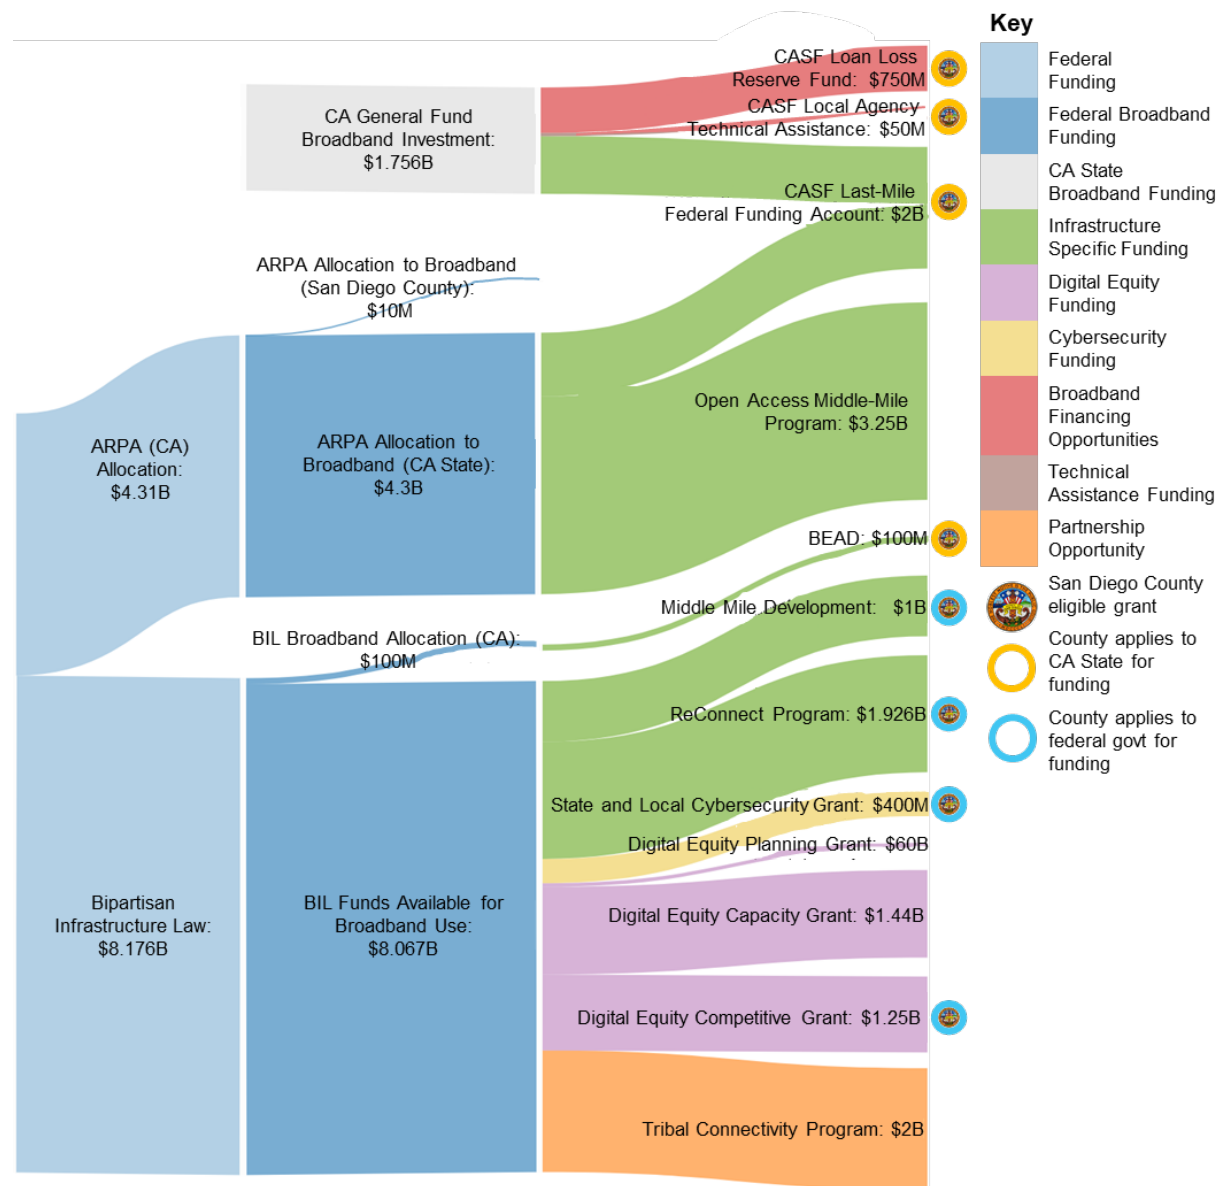 CA General Fund
Broadband Investment:
$1.756B
ARPA Allocation to Broadband
(San Diego County):
$10M
ARPA (CA)
Allocation:
$4.31B
ARPA Allocation to
Broadband (CA State):
$4.3B
BIL Broadband Allocation (CA):
$100M
Bipartisan
Infrastructure Law:
$8.176B
BIL Funds Available for
Broadband Use:
$8.067B
CASF Loan Loss
Reserve Fund: $750M
CASF Local Agency
Technical Assistance: $50M
CASF Last-Mile
Federal Funding Account: $2B
Open Access Middle-Mile
Program: $3.25B
BEAD: $100M
Middle Mile Development: $1B
ReConnect Program: $1.926B
State and Local Cybersecurity Grant: $400M
Digital Equity Planning Grant: $60B
Digital Equity Capacity Grant: $1.44B
Digital Equity Competitive Grant: $1.25B
Tribal Connectivity Program: $2B
Key
Federal
Funding
Federal Broadband
Funding
CA State
Broadband Funding
Infrastructure
Specific Funding
Digital Equity
Funding
Cybersecurity
Funding
Broadband
Financing
Opportunities
Technical
Assistance Funding
Partnership
Opportunity
San Diego County
eligible grant
County applies to
CA State for
funding
County applies to
federal govt for
funding